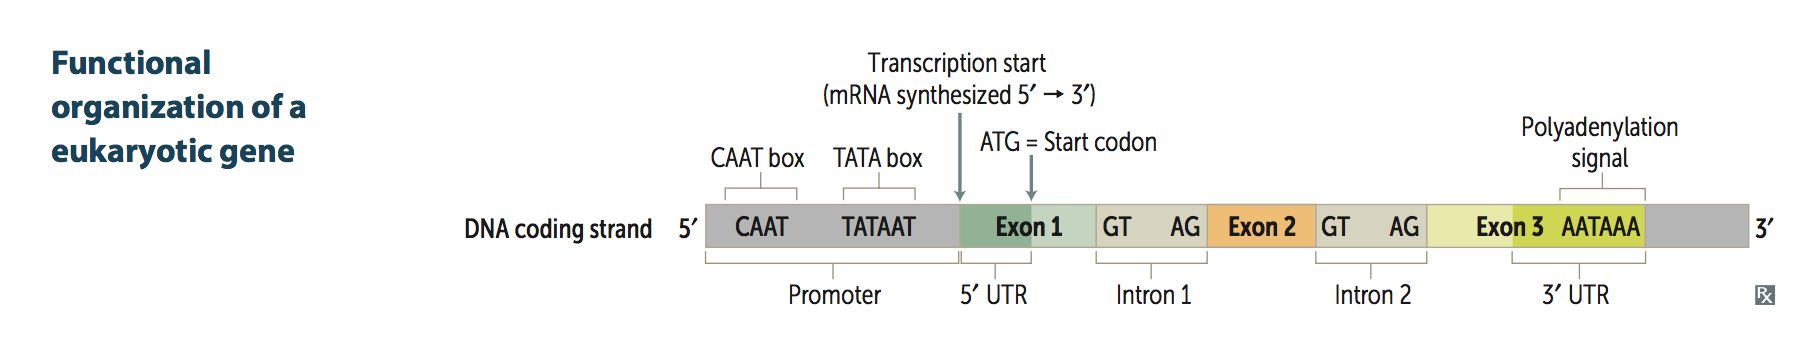 Functional
organization of a
eukaryotic gene
Transcription start
(mRNA synthesized 5′ → 3′)
ATG = Start codon
Polyadenylation
signal
CAAT box
TATA box
DNA coding strand 5′ CAAT TATAAT Exon 1 GT AG Exon 2 GT AG Exon 3 AATAAA 3′
Promoter 5′ UTR Intron 1 Intron 2 3′ UTR
Rx